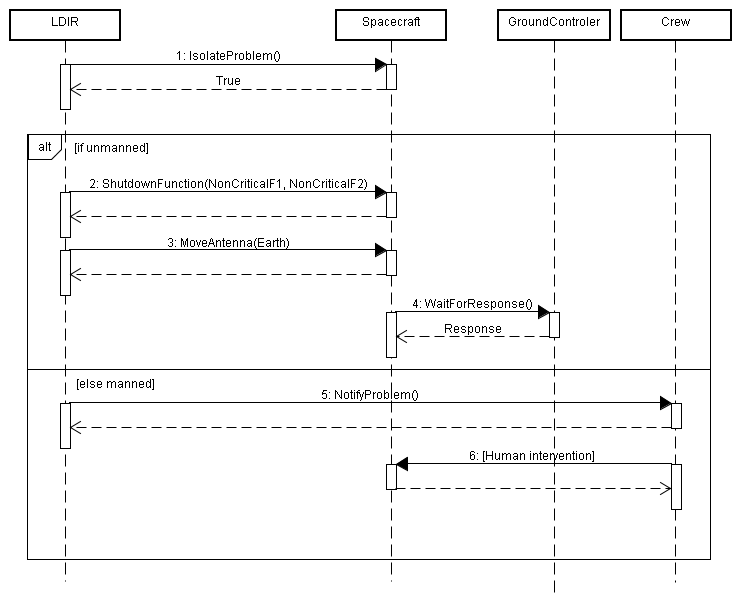 LDIR
Spacecraft
GroundControler
Crew
1: IsolateProblem()
True
alt
[if unmanned]
2: ShutdownFunction(NonCriticalF1, NonCriticalF2)
3: MoveAntenna(Earth)
4: WaitForResponse()
Response
[else manned]
5: NotifyProblem()
6: [Human intervention]